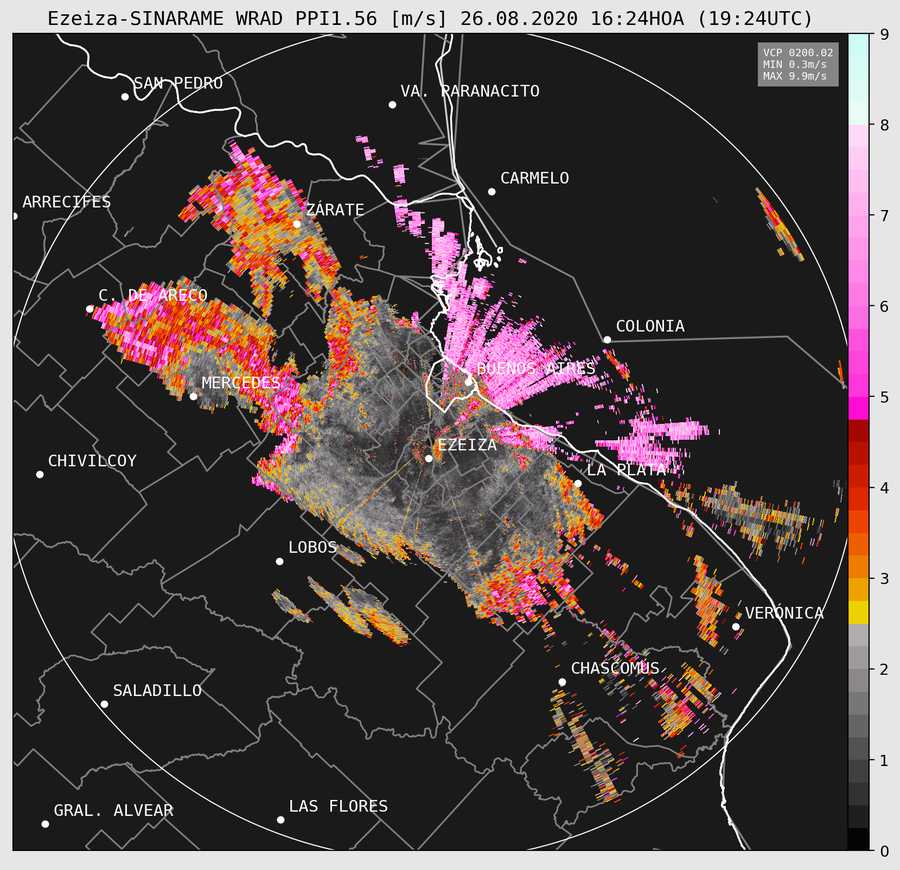 Ezeiza-SINARAME WRAD PPI1.56 [m/s] 26.08.2020 16:24HOA (19:24UTC)
VCP 0200.02
MIN 0.3m/s
MAX 9.9m/s
9
8
7
6
5
4
3
2
1
0
SAN PEDRO
VA. PARANACITO
CARMELO
ARRECIFES
ZÁRATE
C. DE ARECO
COLONIA
BUENOS AIRES
MERCEDES
EZEIZA
CHIVILCOY
LA PLATA
LOBOS
VERÓNICA
CHASCOMÚS
SALADILLO
LAS FLORES
GRAL. ALVEAR